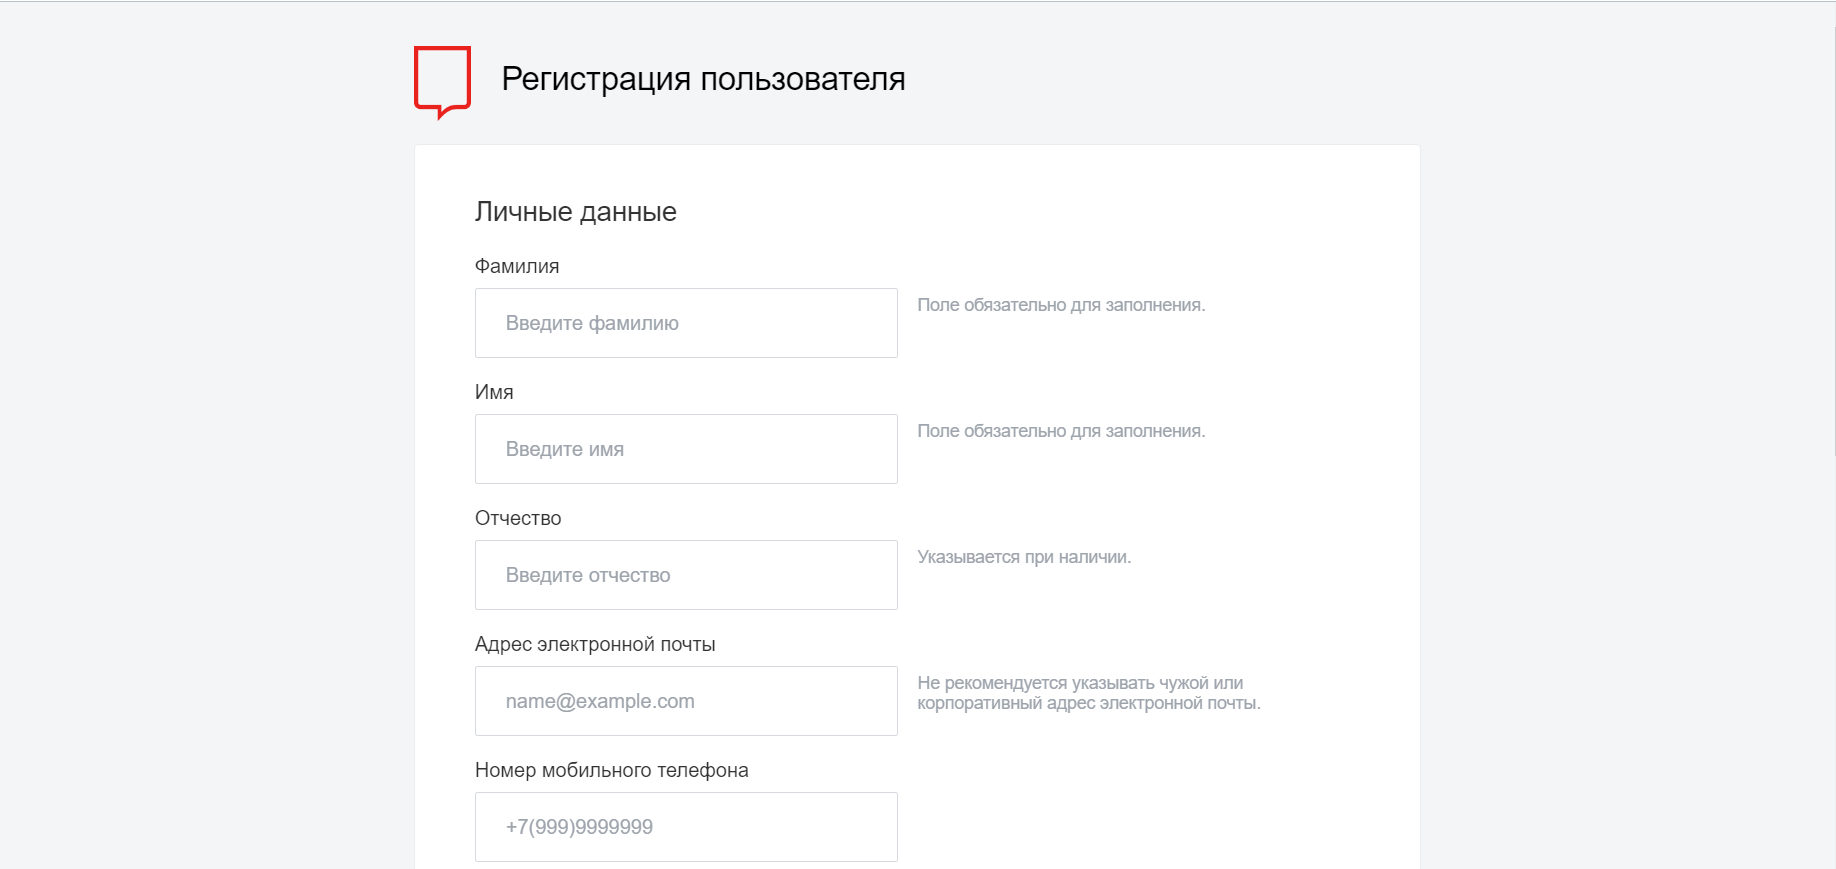 Регистрация пользователя
Личные данные
Фамилия
Введите фамилию
Поле обязательно для заполнения.
Имя
Введите имя
Поле обязательно для заполнения.
Отчество
Введите отчество
Указывается при наличии.
Адрес электронной почты
name@example.com
Не рекомендуется указывать чужой или
корпоративный адрес электронной почты.
Номер мобильного телефона
+7(999)9999999